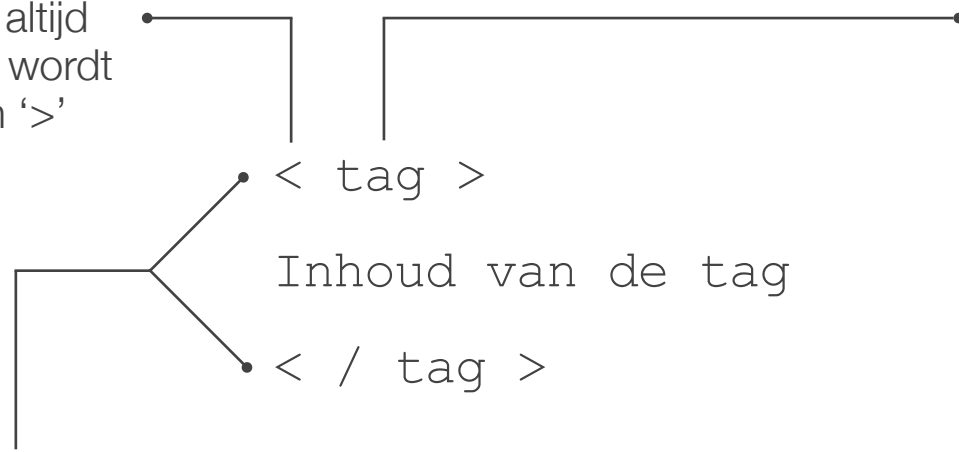 altijd
wordt
‘>’
< tag >
Inhoud van de tag
< / tag >